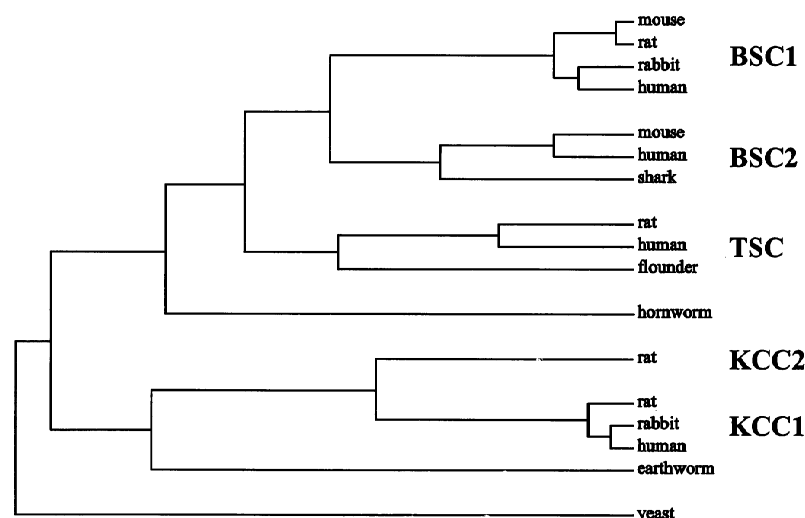 mouse
rat
rabbit
human
BSC1
mouse
human
shark
BSC2
rat
human
flounder
TSC
hornworm
rat
KCC2
rat
rabbit
human
KCC1
earthworm
yeast